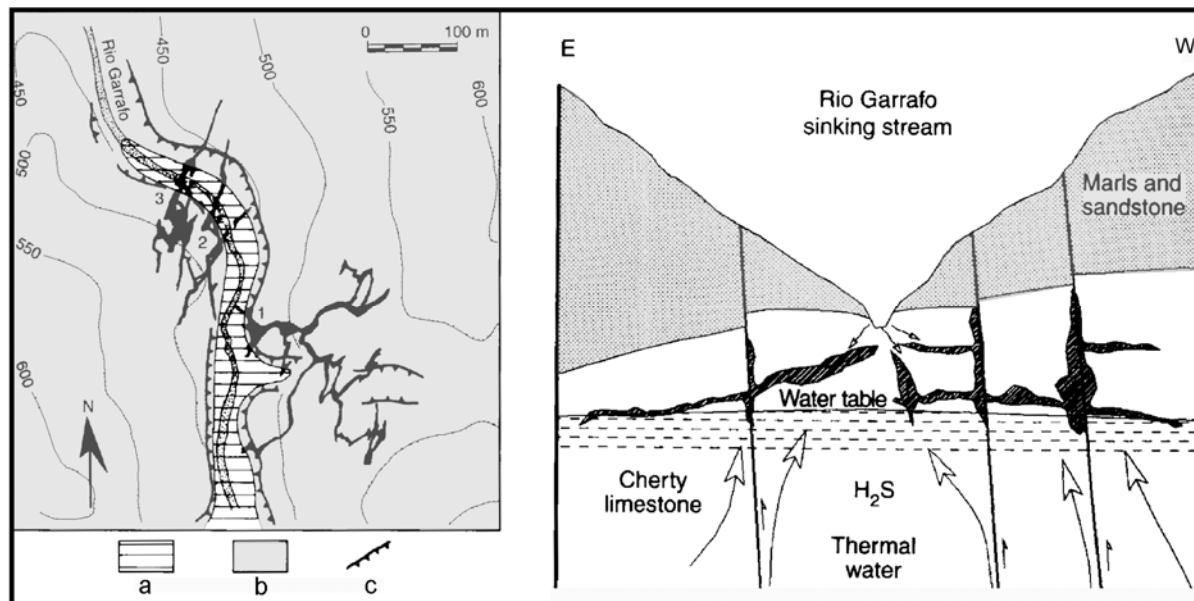 0 100 m
Rio Garrafo
450
450
500
550
600
500
550
600
3
2
1
N
a
b
c
E
W
Rio Garrafo
sinking stream
Marls and
sandstone
Water table
Cherty
limestone
H₂S
Thermal
water